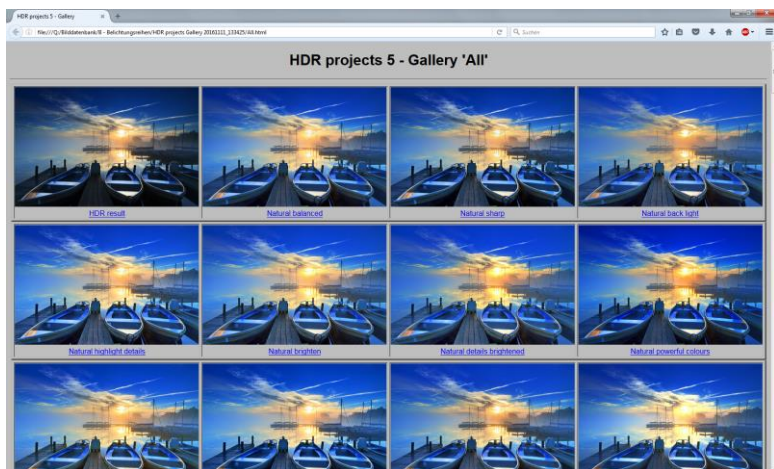 HDR projects 5 - Gallery
file:///Q:/Bilddatenbank/B - Belichtungsreihen/HDR projects Gallery 20161111_133425/All.html
Suchen
HDR projects 5 - Gallery 'All'
HDR result
Natural balanced
Natural sharp
Natural back light
Natural highlight details
Natural brighten
Natural details brightened
Natural powerful colours